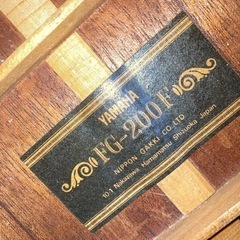 YAMAHA
FG-200F
NIPPON GAKKI CO.LTD.
10-1 Nakazawa Hamamatsu Shizuoka Japan